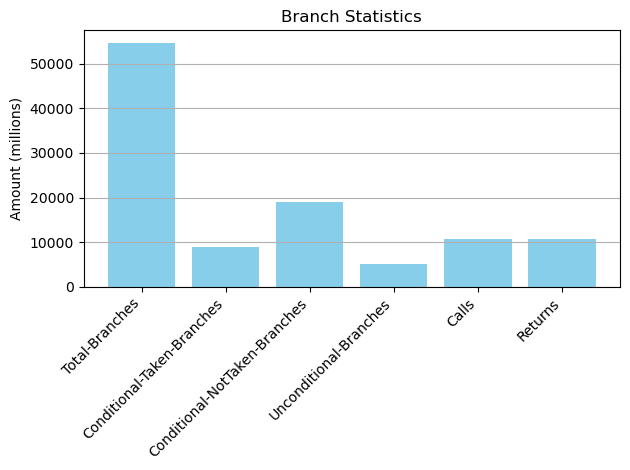 Branch Statistics
Amount (millions)
50000
40000
30000
20000
10000
0
Total-Branches
Conditional-Taken-Branches
Conditional-NotTaken-Branches
Unconditional-Branches
Calls
Returns